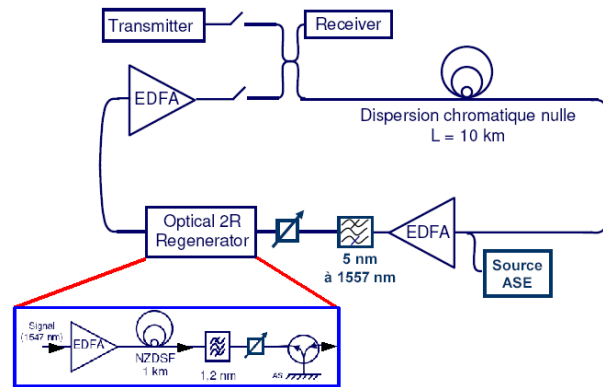 Transmitter
Receiver
EDFA
Dispersion chromatique nulle
L = 10 km
Optical 2R
Regenerator
5 nm
à 1557 nm
EDFA
Source
ASE
Signal
(1547 nm)
EDFA
NZDSF
1 km
1,2 nm
AS